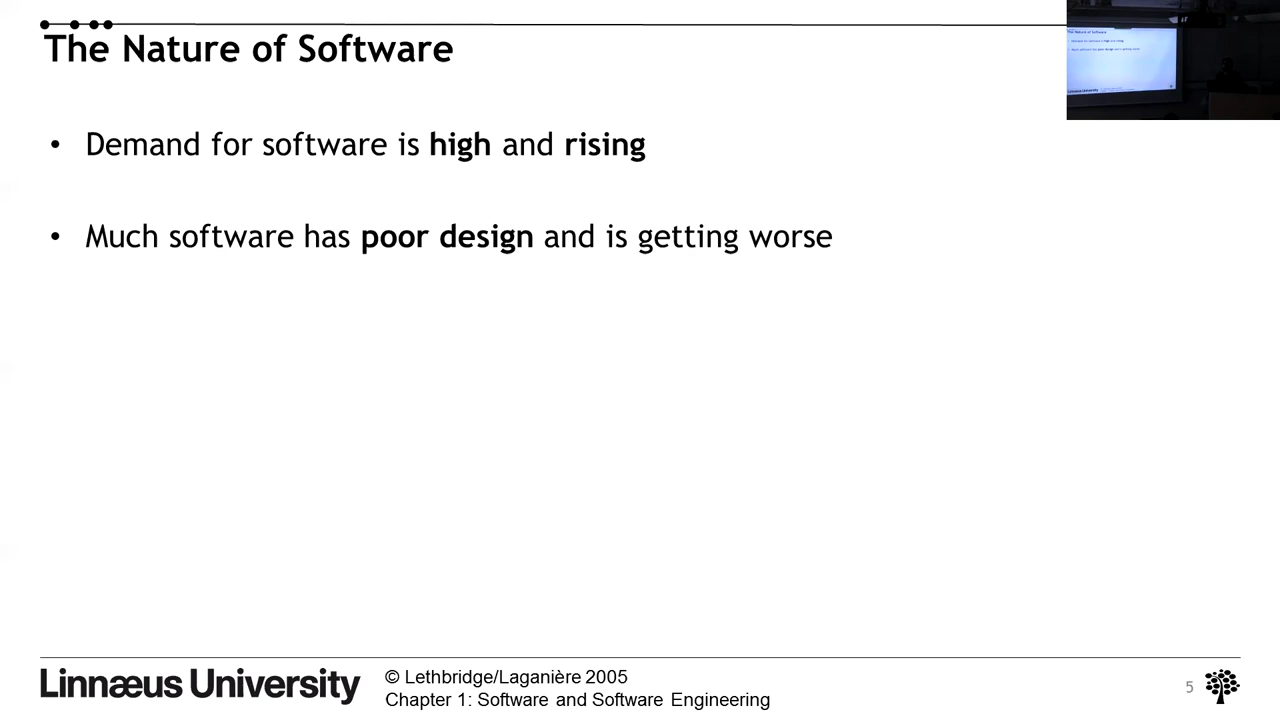 The Nature of Software
• Demand for software is high and rising
• Much software has poor design and is getting worse
Linnæus University
© Lethbridge/Laganière 2005
Chapter 1: Software and Software Engineering
5